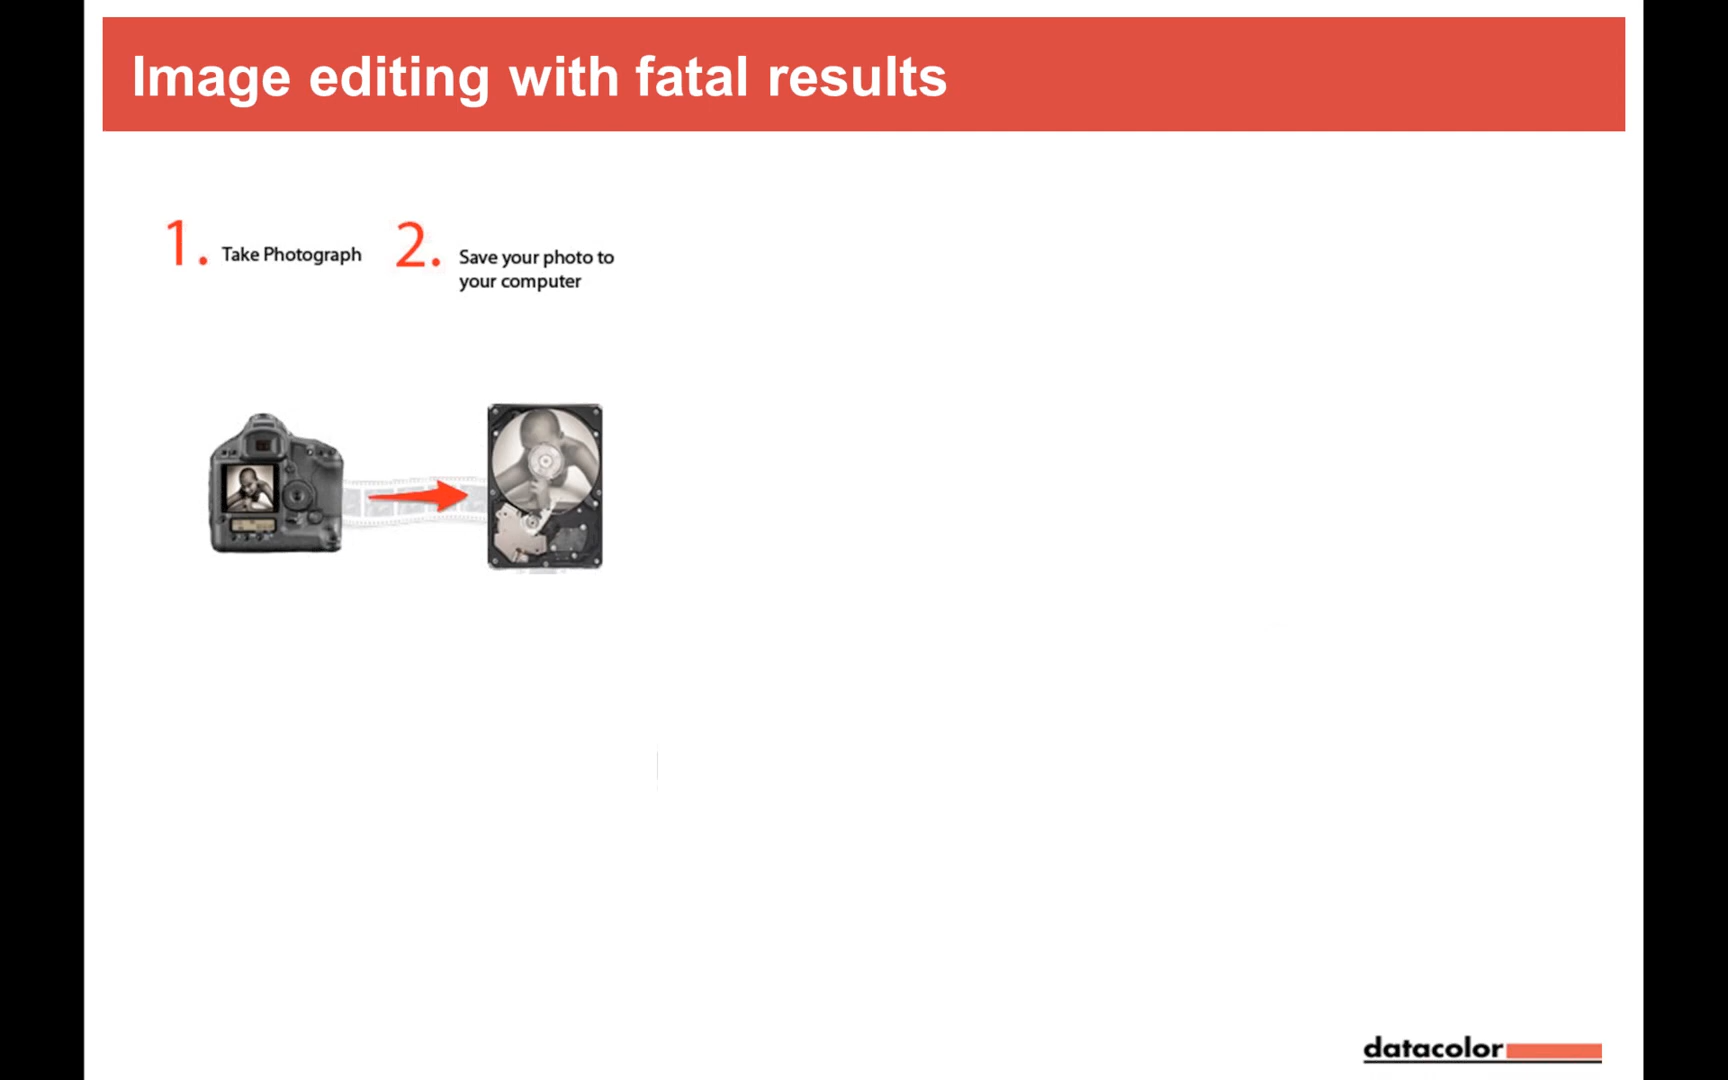 Image editing with fatal results
1. Take Photograph
2. Save your photo to
your computer
datacolor